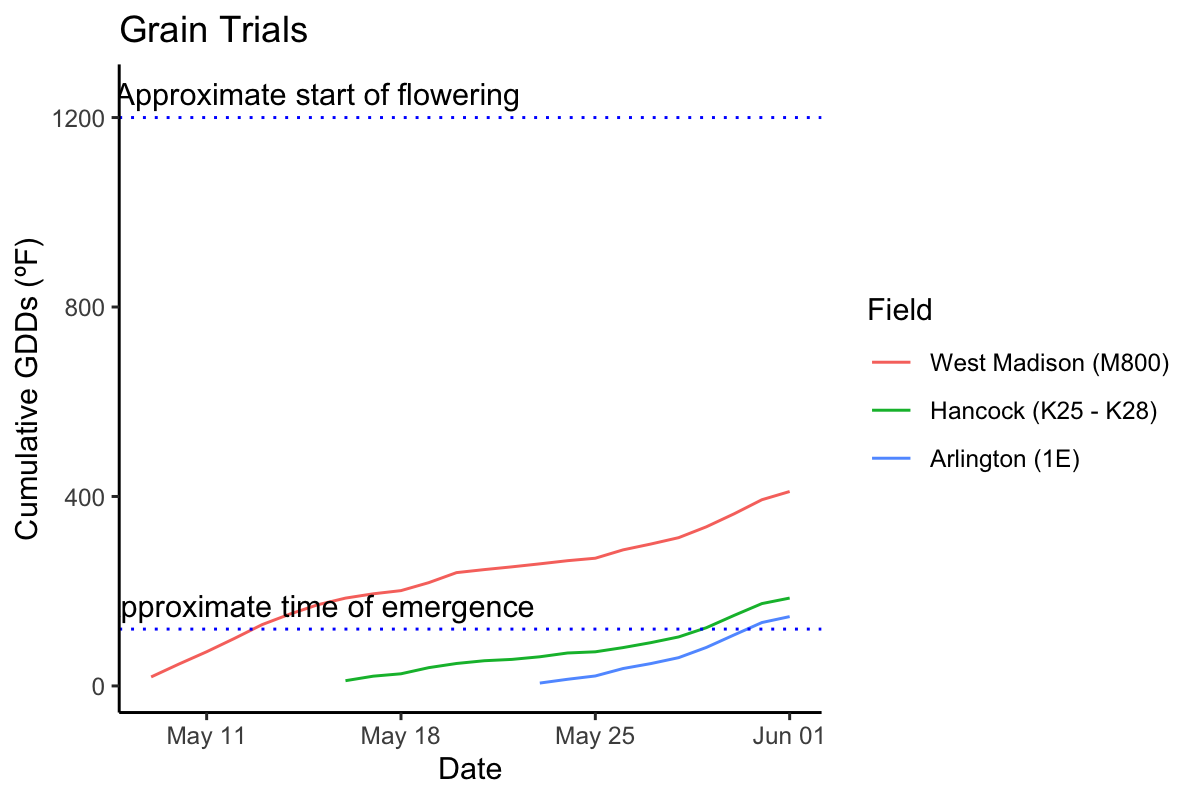 Grain Trials
Approximate start of flowering
1200
800
400
0
pproximate time of emergence
Cumulative GDDs (ºF)
May 11
May 18
May 25
Jun 01
Date
Field
West Madison (M800)
Hancock (K25 - K28)
Arlington (1E)